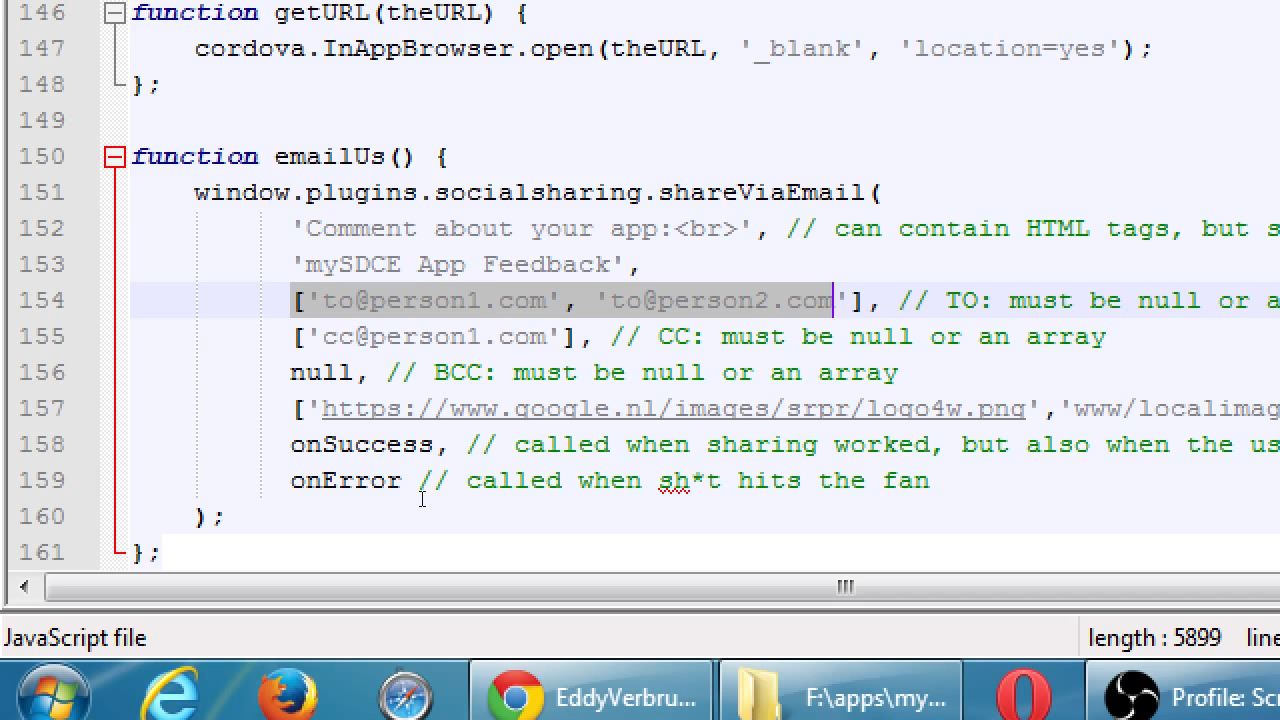 146 function getURL(theURL) {
147 cordova.InAppBrowser.open(theURL, '_blank', 'location=yes');
148 };
149
150 function emailUs() {
151 window.plugins.socialsharing.shareViaEmail(
152 'Comment about your app:<br>', // can contain HTML tags, but s
153 'mySDCE App Feedback',
154 ['to@person1.com', 'to@person2.com'], // TO: must be null or a
155 ['cc@person1.com'], // CC: must be null or an array
156 null, // BCC: must be null or an array
157 ['https://www.google.nl/images/srpr/logo4w.png','www/localimag
158 onSuccess, // called when sharing worked, but also when the us
159 onError // called when sh*t hits the fan
160 );
161 };
JavaScript file length : 5899 line
EddyVerbru... F:\apps\my... Profile: Scr